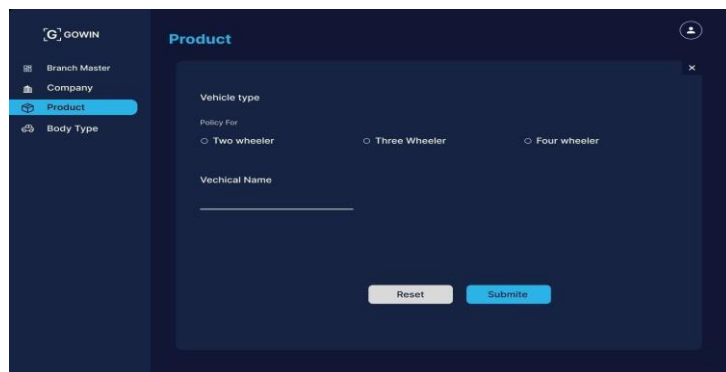 [G] GOWIN
Product
Branch Master
Company
Product
Body Type
Vehicle type
Policy For
Two wheeler
Three Wheeler
Four wheeler
Vechical Name
Reset
Submite